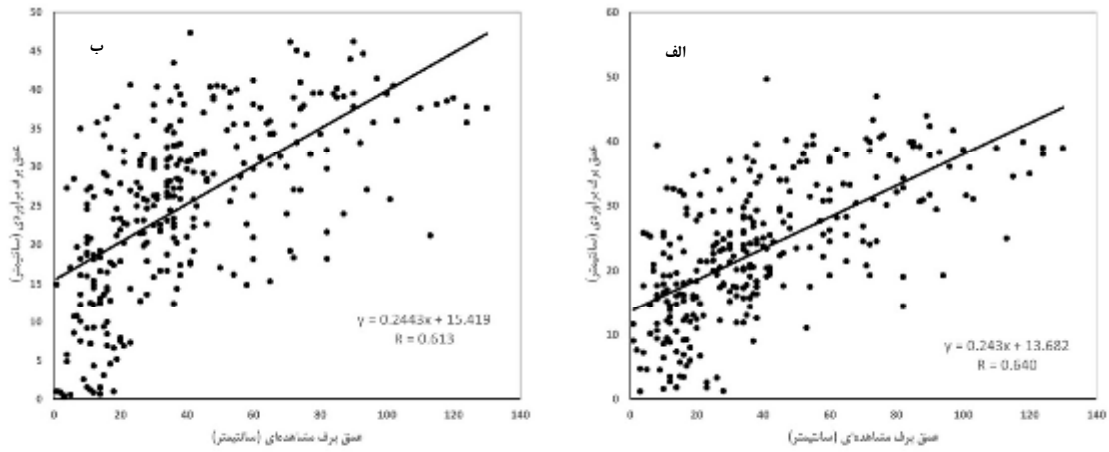 الف
60
50
40
30
20
10
0
0 20 40 60 80 100 120 140
y = 0.243x + 13.682
R = 0.640
عمق برف برآوردی (سانتیمتر)
عمق برف مشاهده‌ای (سانتیمتر)
ب
50
45
40
35
30
25
20
15
10
5
0
0 20 40 60 80 100 120 140
y = 0.2443x + 15.419
R = 0.613
عمق برف برآوردی (سانتیمتر)
عمق برف مشاهده‌ای (سانتیمتر)